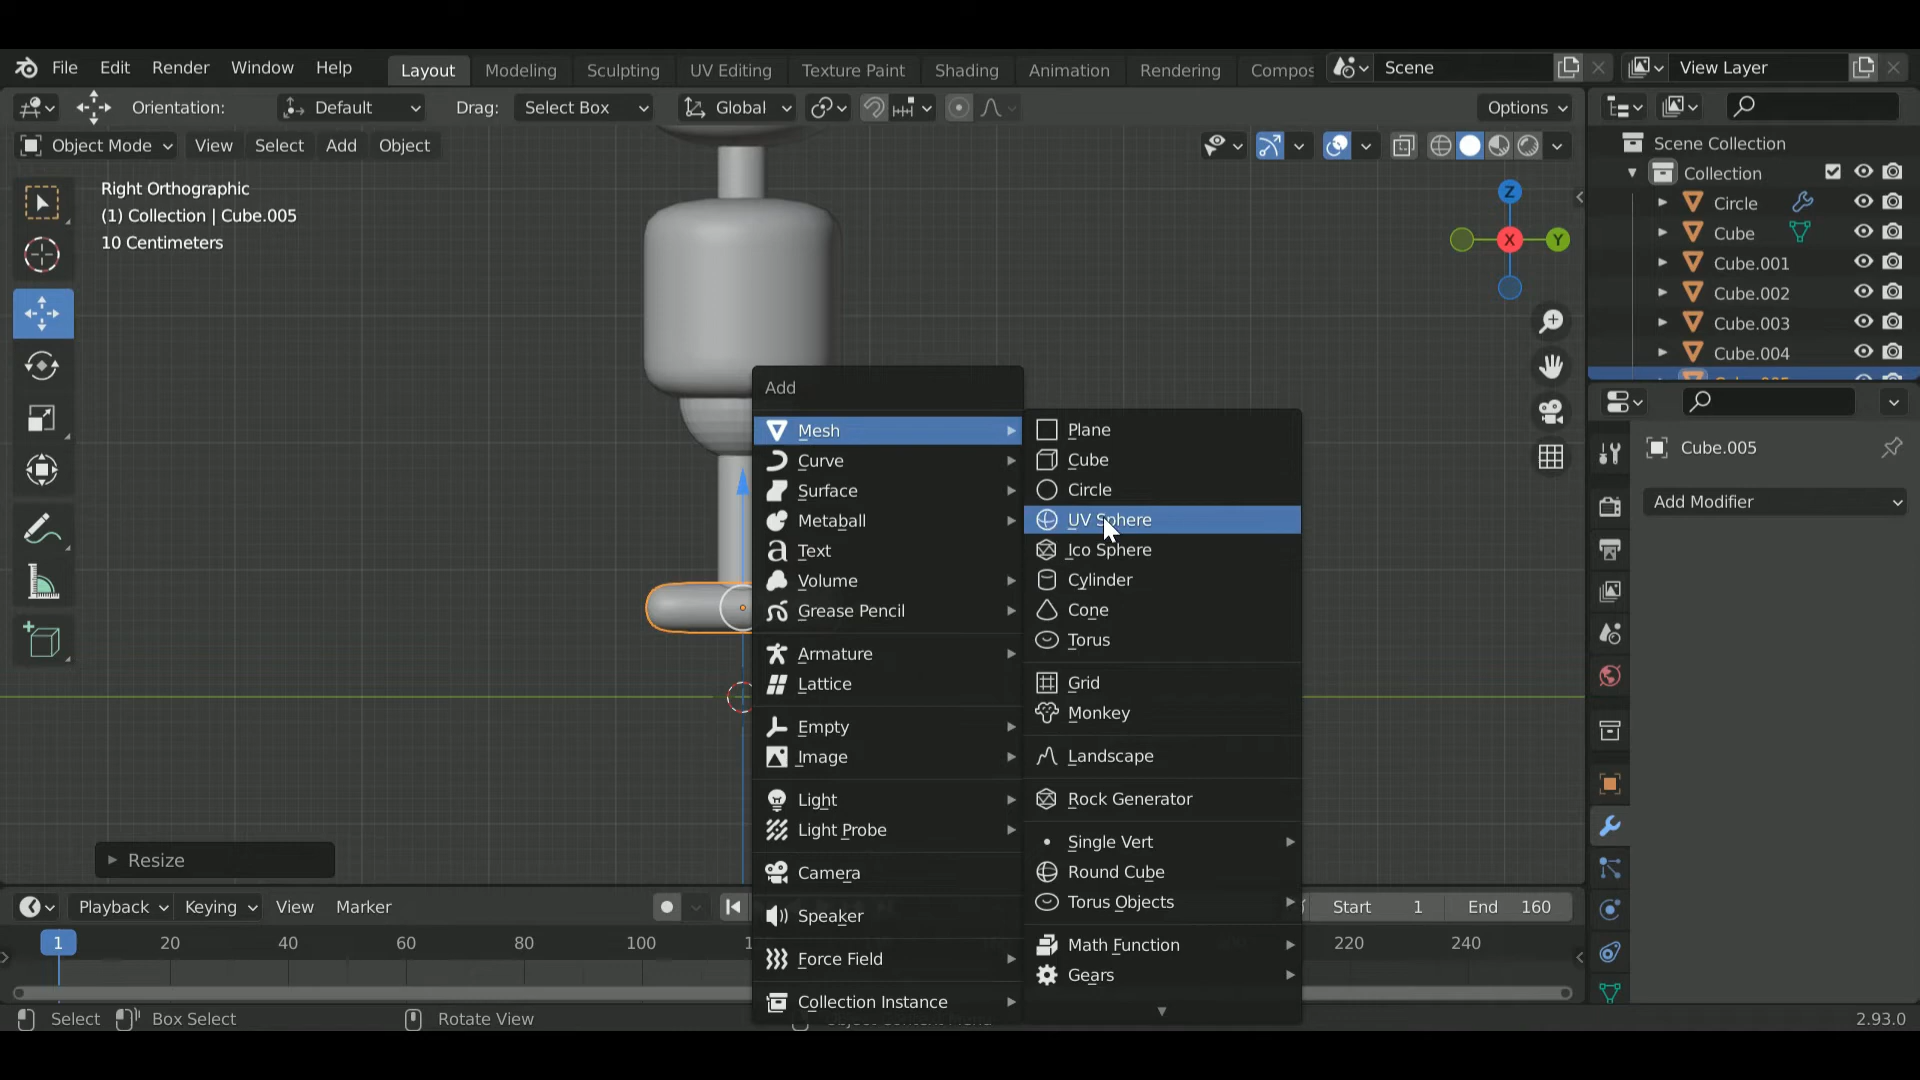 File Edit Render Window Help Layout Modeling Sculpting UV Editing Texture Paint Shading Animation Rendering Compos Scene View Layer
Orientation: Default Drag: Select Box Global Options
Object Mode View Select Add Object
Right Orthographic
(1) Collection | Cube.005
10 Centimeters
Z
X
Y
Scene Collection
Collection
Circle
Cube
Cube.001
Cube.002
Cube.003
Cube.004
Cube.005
Add Modifier
Add
Mesh
Curve
Surface
Metaball
Text
Volume
Grease Pencil
Armature
Lattice
Empty
Image
Light
Light Probe
Camera
Speaker
Force Field
Collection Instance
Plane
Cube
Circle
UV Sphere
Ico Sphere
Cylinder
Cone
Torus
Grid
Monkey
Landscape
Rock Generator
Single Vert
Round Cube
Torus Objects
Math Function
Gears
Resize
Playback Keying View Marker Start 1 End 160
1 20 40 60 80 100 220 240
Select Box Select Rotate View 2.93.0